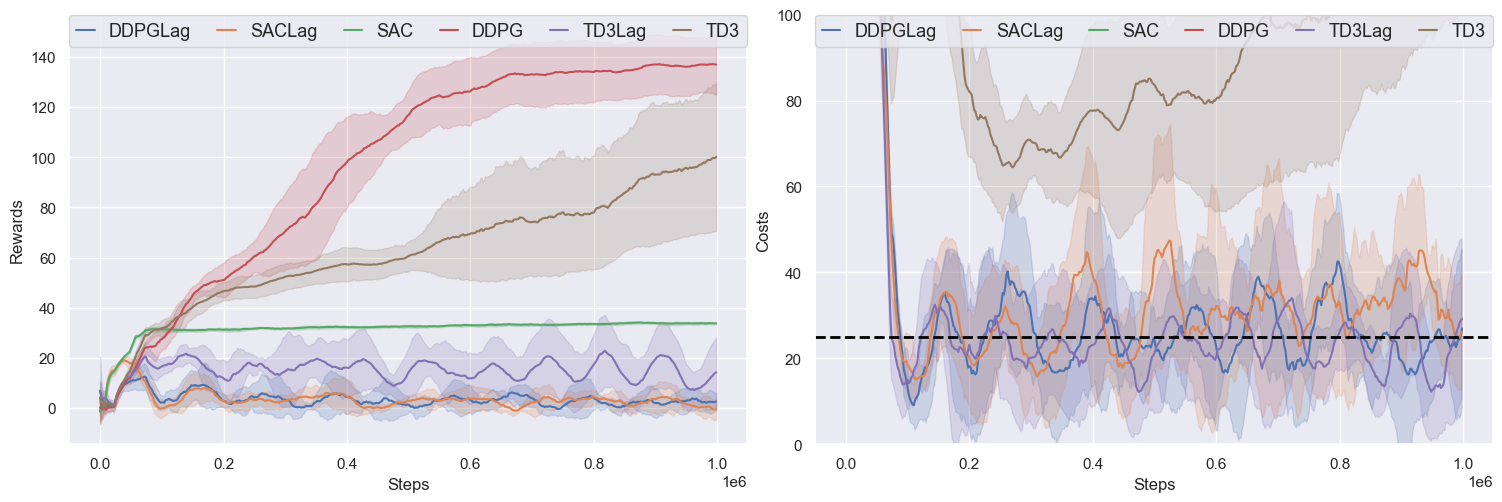 DDPGLag SACLag SAC DDPG TD3Lag TD3
140
120
100
80
60
40
20
0
Rewards
0.0 0.2 0.4 0.6 0.8 1.0
1e6
Steps
DDPGLag SACLag SAC DDPG TD3Lag TD3
100
80
60
40
20
0
Costs
0.0 0.2 0.4 0.6 0.8 1.0
1e6
Steps